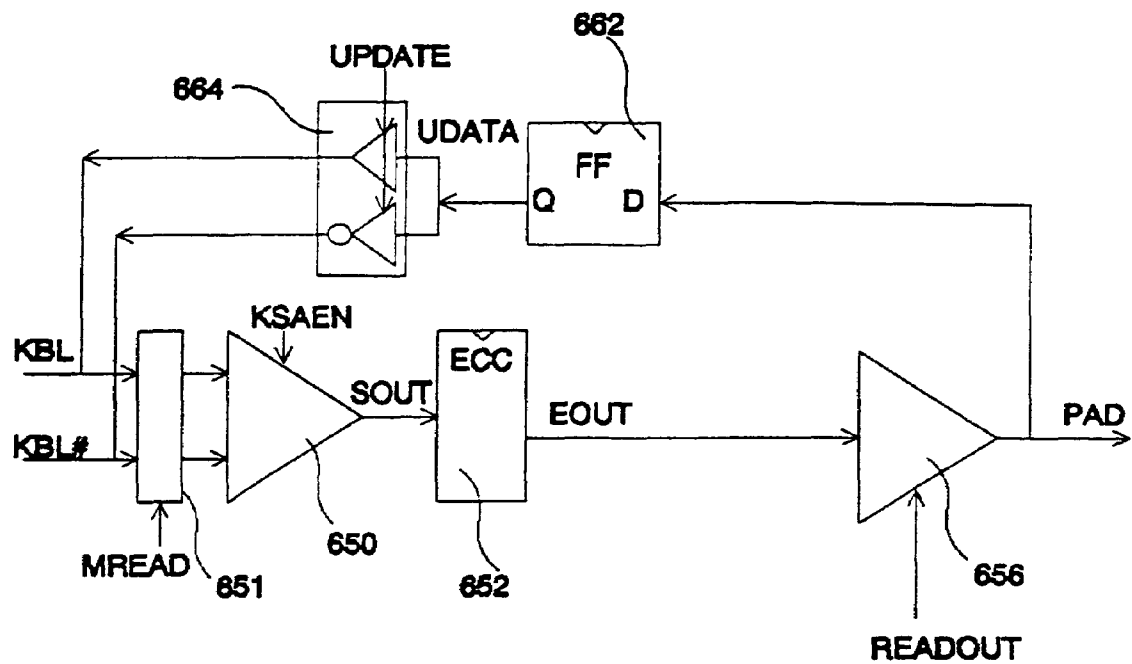 662
UPDATE
664
UDATA
FF
Q D
KSAEN
KBL
ECC
SOUT
EOUT
PAD
KBL#
650
MREAD
651
652
656
READOUT